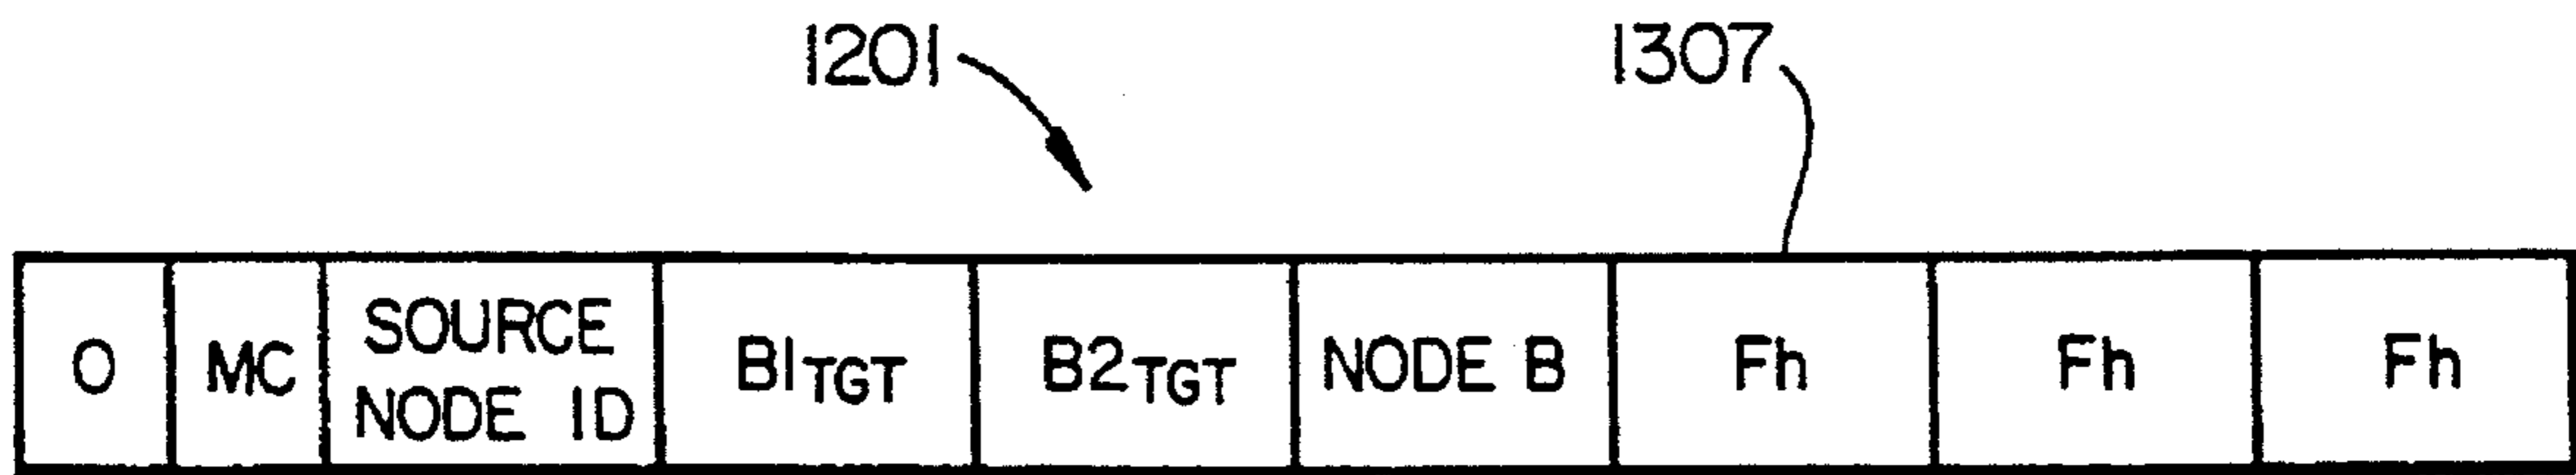 1201 1307
O MC SOURCE NODE ID B1TGT B2TGT NODE B Fh Fh Fh